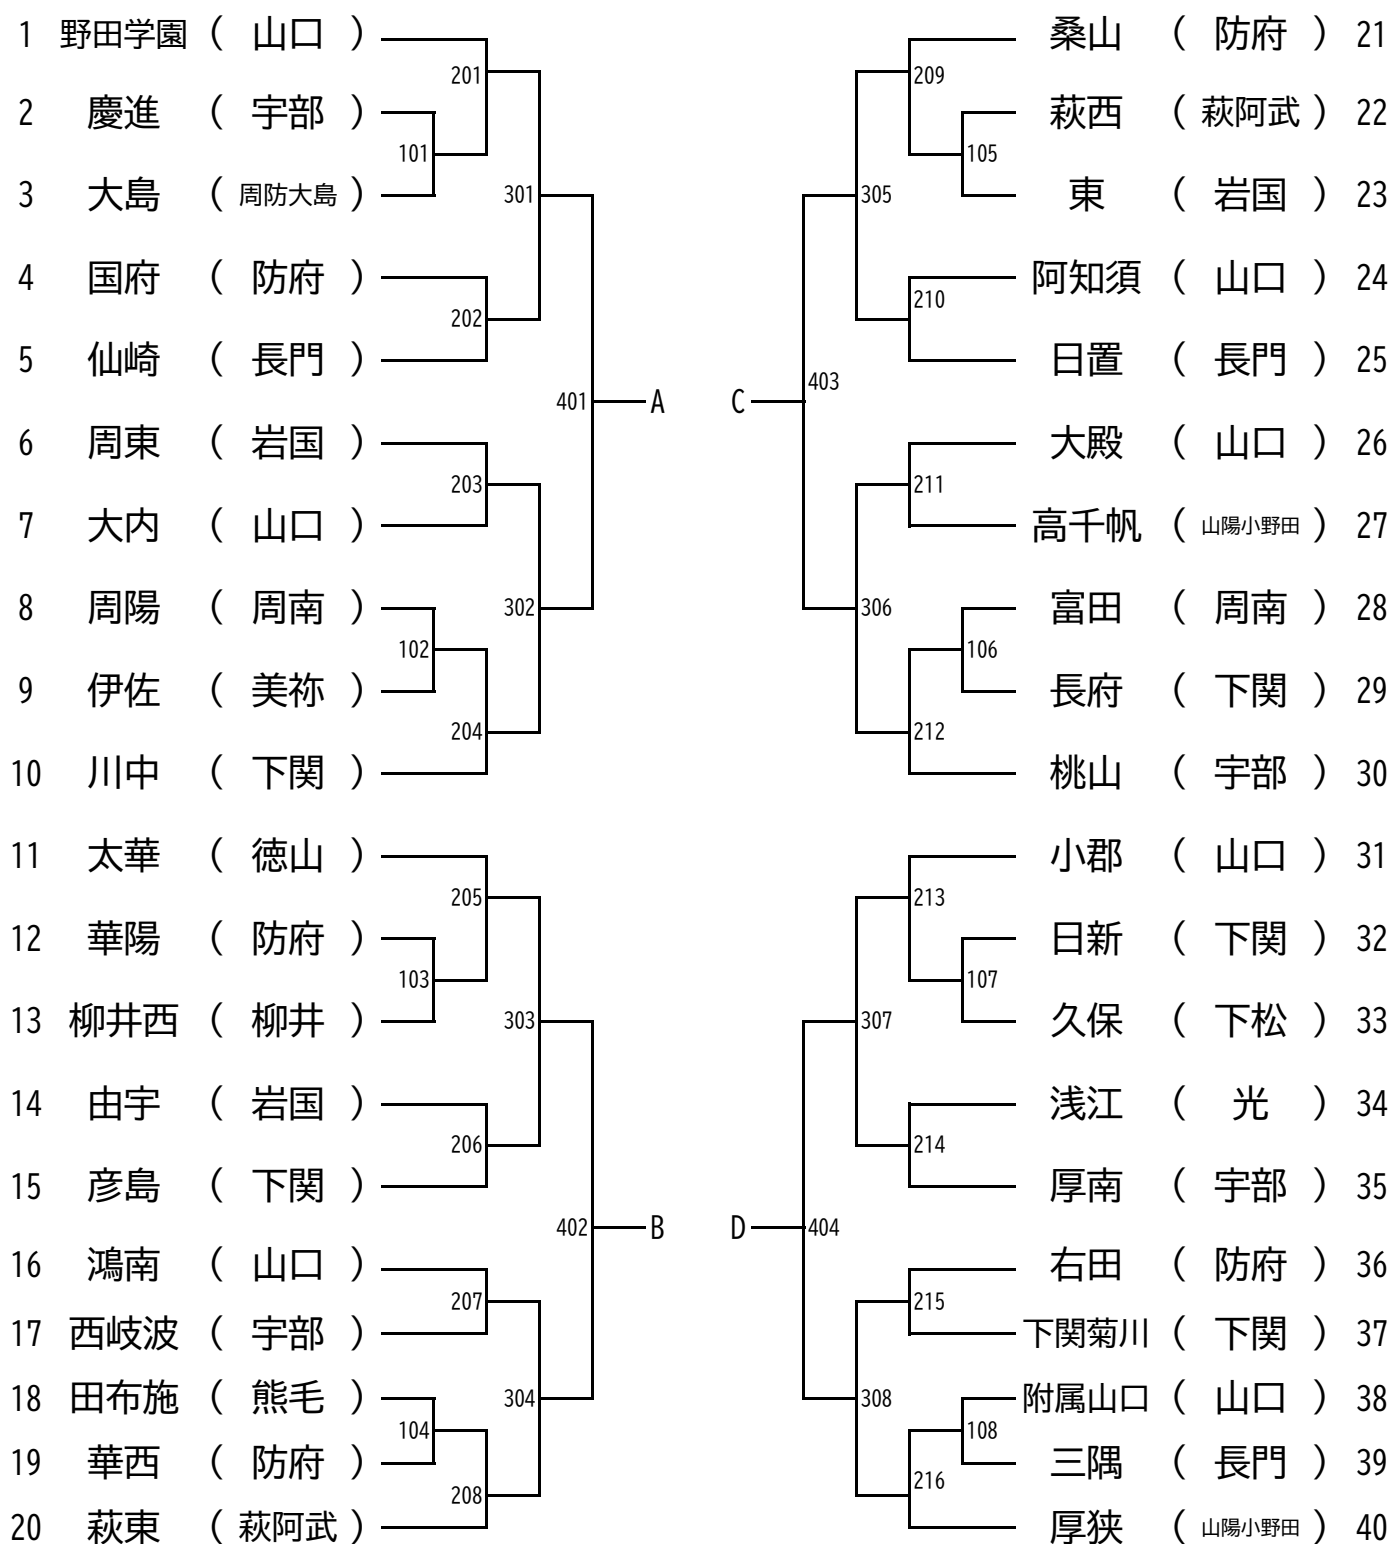 1 野田学園 ( 山口 )
201
2 慶進 ( 宇部 )
101
3 大島 ( 周防大島 )
301
4 国府 ( 防府 )
202
5 仙崎 ( 長門 )
401 A
6 周東 ( 岩国 )
203
7 大内 ( 山口 )
8 周陽 ( 周南 )
302
102
9 伊佐 ( 美祢 )
204
10 川中 ( 下関 )
11 太華 ( 徳山 )
205
12 華陽 ( 防府 )
103
13 柳井西 ( 柳井 )
303
14 由宇 ( 岩国 )
206
15 彦島 ( 下関 )
402 B
16 鴻南 ( 山口 )
207
17 西岐波 ( 宇部 )
18 田布施 ( 熊毛 )
304
104
19 華西 ( 防府 )
208
20 萩東 ( 萩阿武 )
桑山 ( 防府 ) 21
209
萩西 ( 萩阿武 ) 22
105
東 ( 岩国 ) 23
305
阿知須 ( 山口 ) 24
210
日置 ( 長門 ) 25
C 403
大殿 ( 山口 ) 26
211
高千帆 ( 山陽小野田 ) 27
富田 ( 周南 ) 28
306
106
長府 ( 下関 ) 29
212
桃山 ( 宇部 ) 30
小郡 ( 山口 ) 31
213
日新 ( 下関 ) 32
107
久保 ( 下松 ) 33
307
浅江 ( 光 ) 34
214
厚南 ( 宇部 ) 35
D 404
右田 ( 防府 ) 36
215
下関菊川 ( 下関 ) 37
附属山口 ( 山口 ) 38
308
108
三隅 ( 長門 ) 39
216
厚狭 ( 山陽小野田 ) 40